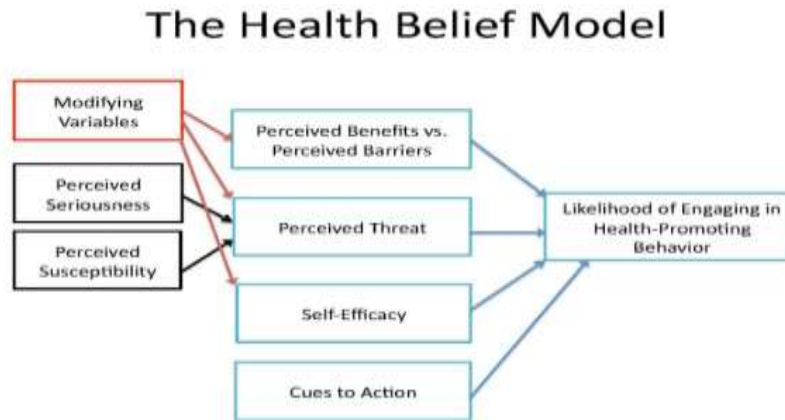 The Health Belief Model
Modifying
Variables
Perceived Benefits vs.
Perceived Barriers
Perceived
Seriousness
Perceived Threat
Likelihood of Engaging in
Health-Promoting
Behavior
Perceived
Susceptibility
Self-Efficacy
Cues to Action